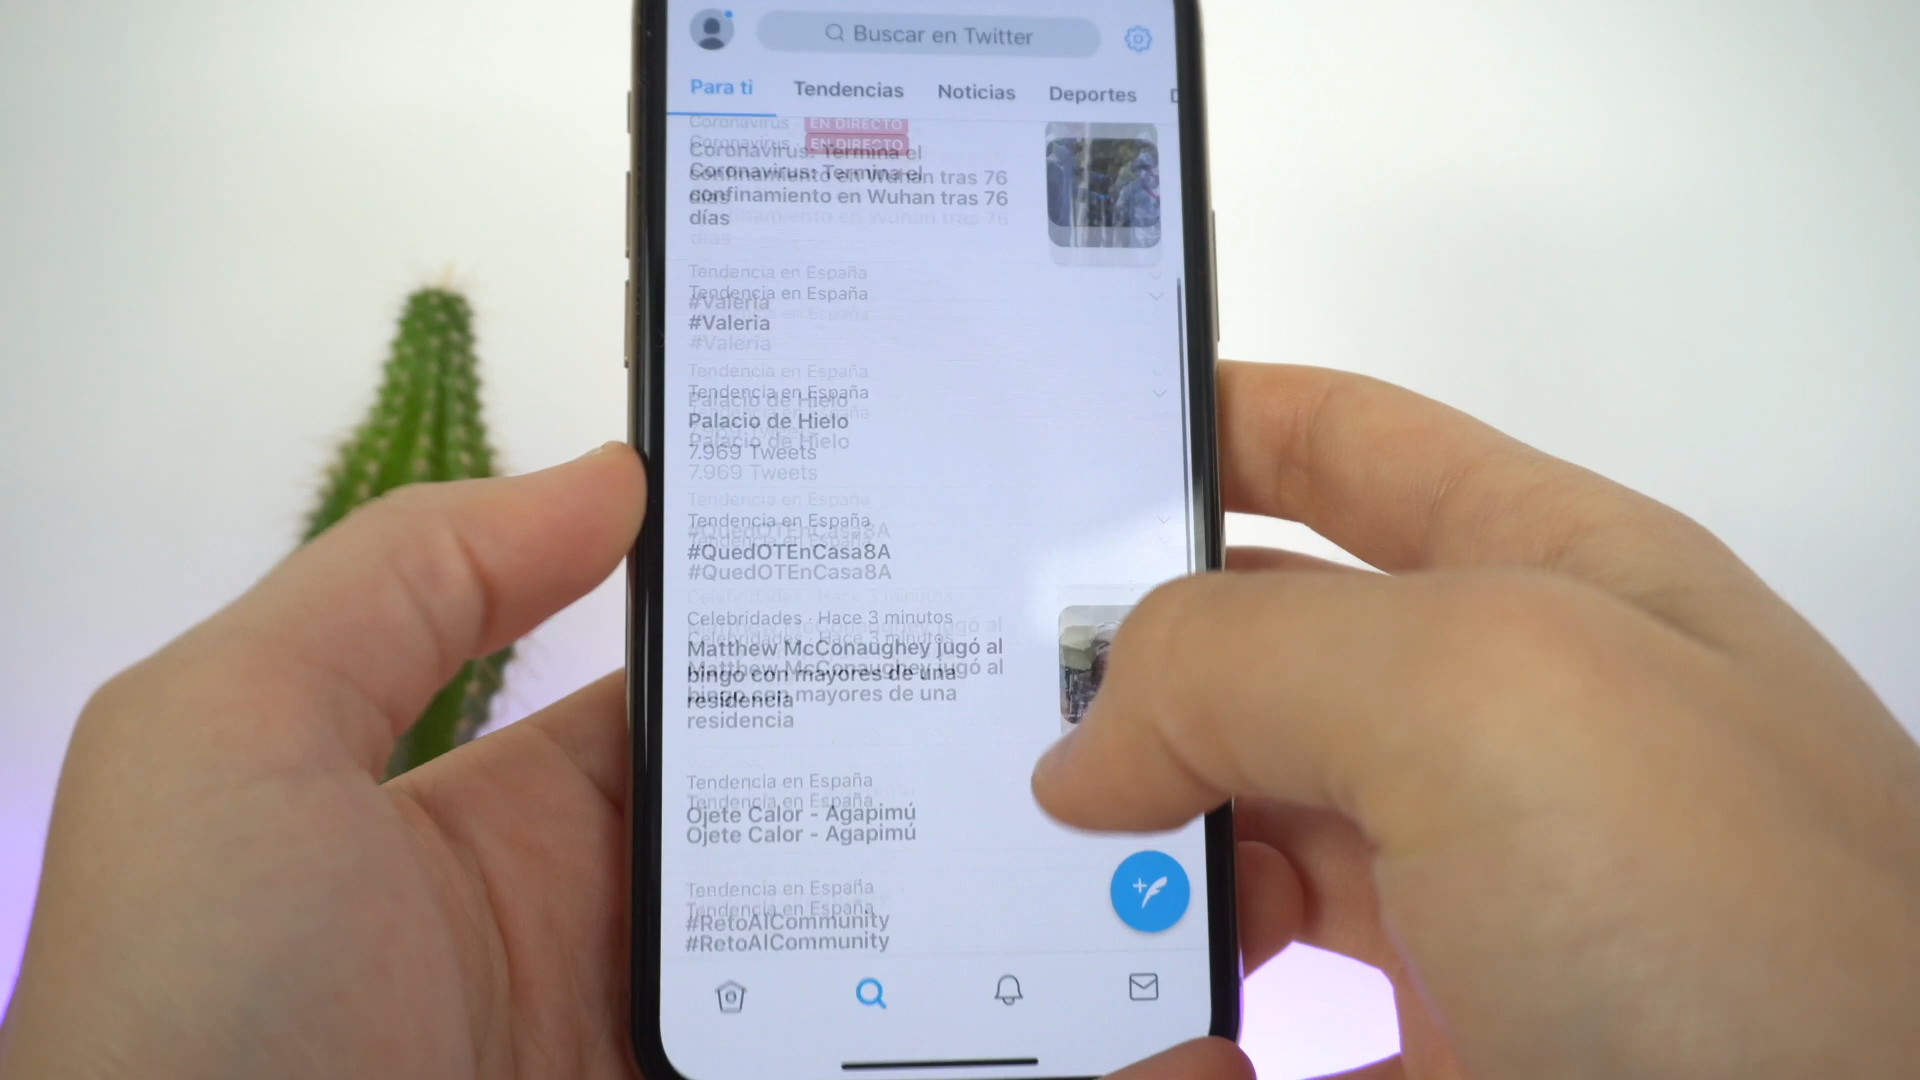 Buscar en Twitter
Para ti Tendencias Noticias Deportes
Coronavirus · EN DIRECTO
Coronavirus: Termina el
confinamiento en Wuhan tras 76
días
Tendencia en España
#Valeria
Tendencia en España
Palacio de Hielo
7.969 Tweets
Tendencia en España
#QuedOTEnCasa8A
Celebridades · Hace 3 minutos
Matthew McConaughey jugó al
bingo con mayores de una
residencia
Tendencia en España
Ojete Calor - Agapimú
Tendencia en España
#RetoAICommunity